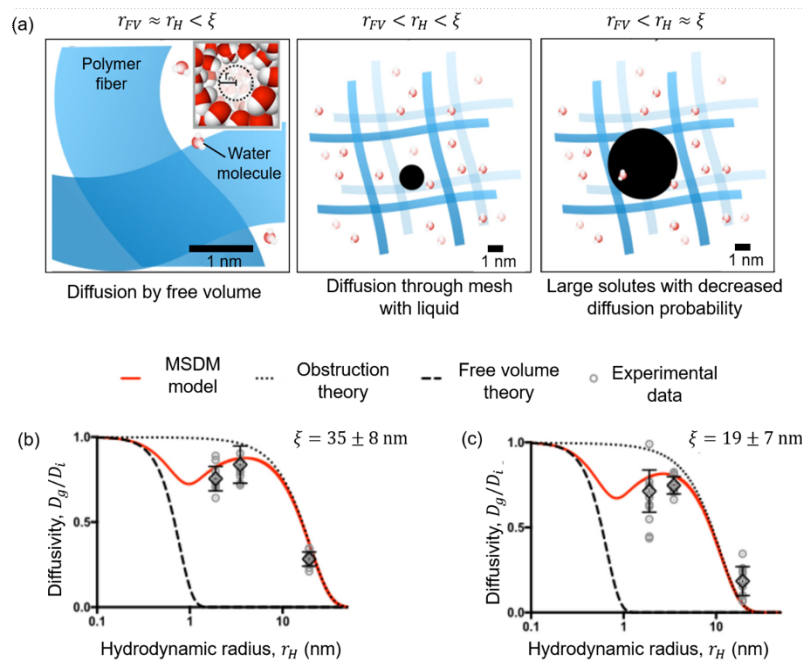 (a)
r_FV ≈ r_H < ξ
r_FV < r_H < ξ
r_FV < r_H ≈ ξ
Polymer
fiber
r_FV
Water
molecule
1 nm
1 nm
1 nm
Diffusion by free volume
Diffusion through mesh
with liquid
Large solutes with decreased
diffusion probability
MSDM
model
Obstruction
theory
Free volume
theory
Experimental
data
(b)
ξ = 35 ± 8 nm
1.0
0.5
0.0
0.1
1
10
Diffusivity, D_g/D_i
Hydrodynamic radius, r_H (nm)
(c)
ξ = 19 ± 7 nm
1.0
0.5
0.0
0.1
1
10
Diffusivity, D_g/D_i
Hydrodynamic radius, r_H (nm)